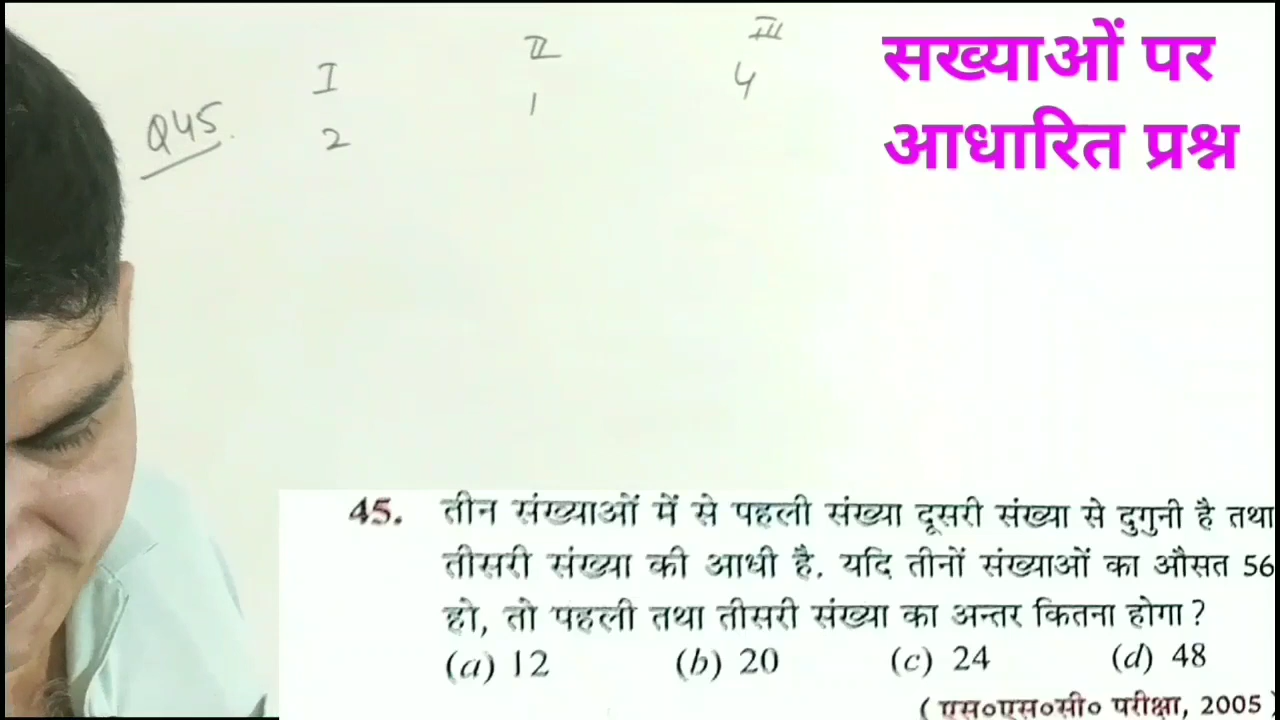 सख्याओं पर
आधारित प्रश्न
I II III
Q45. 2 1 4
45. तीन संख्याओं में से पहली संख्या दूसरी संख्या से दुगुनी है तथा
तीसरी संख्या की आधी है. यदि तीनों संख्याओं का औसत 56
हो, तो पहली तथा तीसरी संख्या का अन्तर कितना होगा ?
(a) 12 (b) 20 (c) 24 (d) 48
( एस०एस०सी० परीक्षा, 2005 )